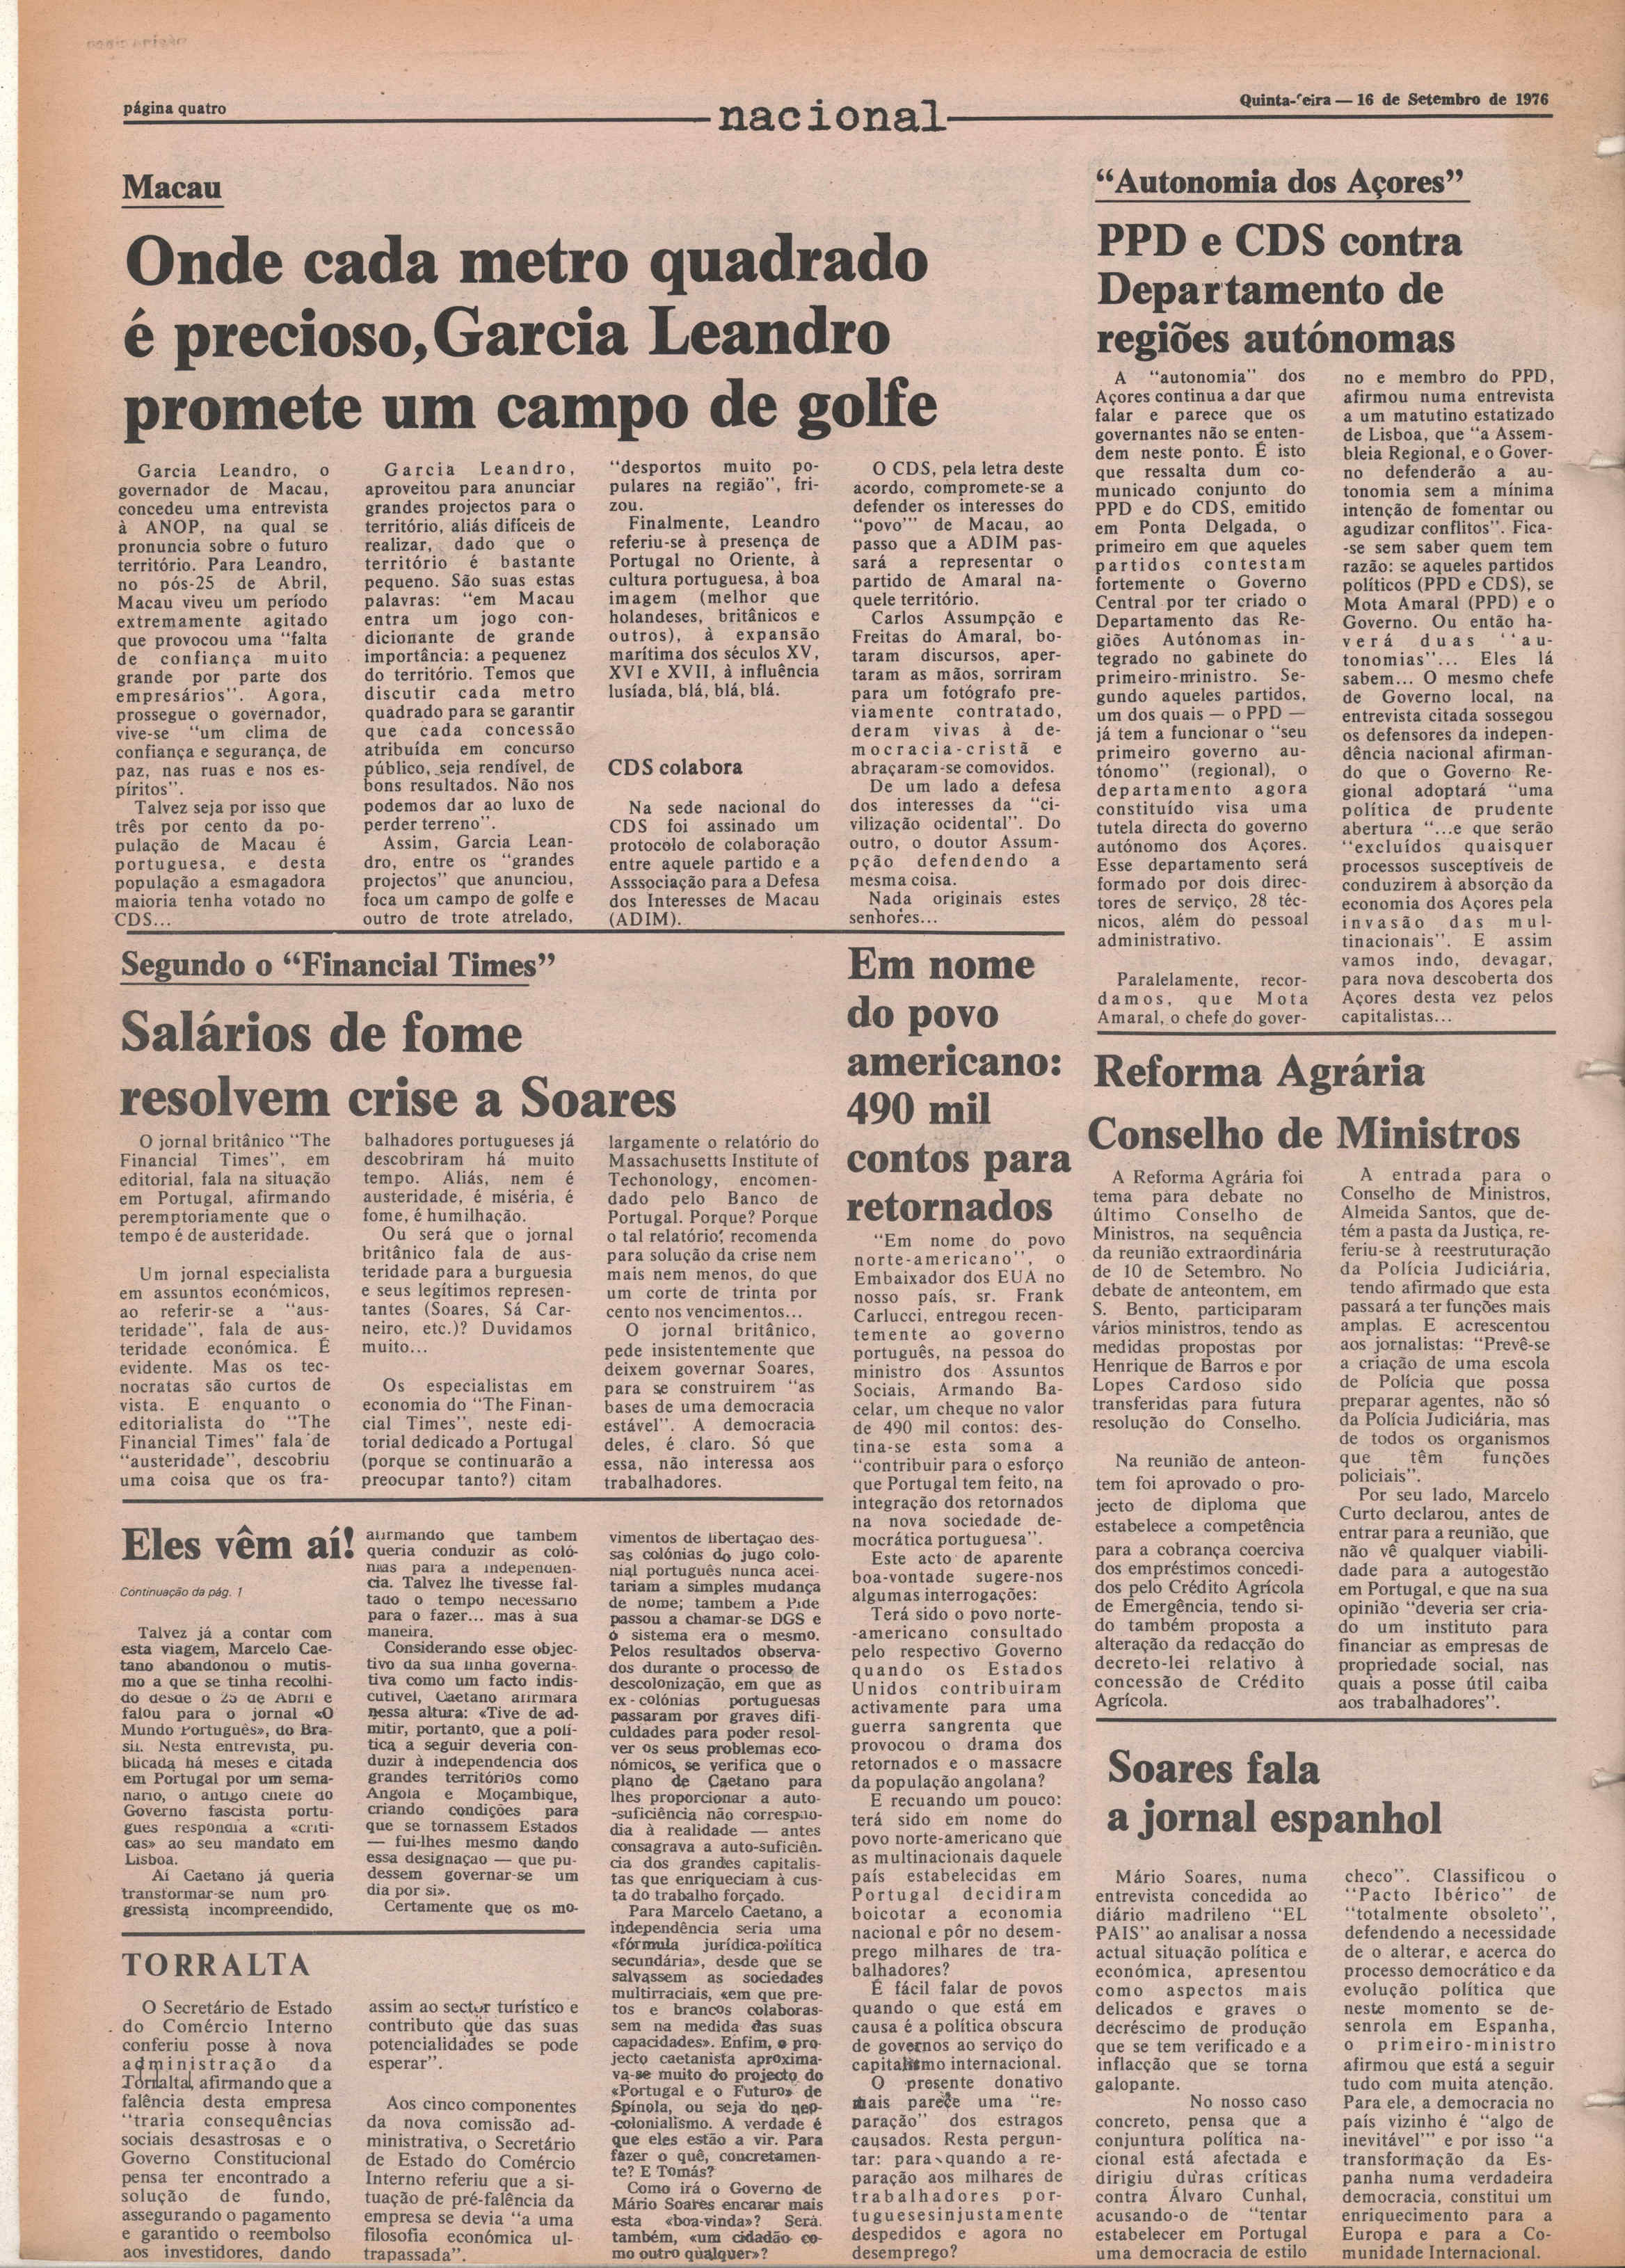 página quatro
nacional
Quinta-feira — 16 de Setembro de 1976
Macau
Onde cada metro quadrado
é precioso, Garcia Leandro
promete um campo de golfe
Garcia Leandro, o
governador de Macau,
concedeu uma entrevista
à ANOP, na qual se
pronuncia sobre o futuro
território. Para Leandro,
no pós-25 de Abril,
Macau viveu um período
extremamente agitado
que provocou uma "falta
de confiança muito
grande por parte dos
empresários". Agora,
prossegue o governador,
vive-se "um clima de
confiança e segurança, de
paz, nas ruas e nos es-
píritos".
Talvez seja por isso que
três por cento da po-
pulação de Macau é
portuguesa, e desta
população a esmagadora
maioria tenha votado no
CDS...
Garcia Leandro,
aproveitou para anunciar
grandes projectos para o
território, aliás difíceis de
realizar, dado que o
território é bastante
pequeno. São suas estas
palavras: "em Macau
entra um jogo con-
dicionante de grande
importância: a pequenez
do território. Temos que
discutir cada metro
quadrado para se garantir
que cada concessão
atribuída em concurso
público, seja rendível, de
bons resultados. Não nos
podemos dar ao luxo de
perder terreno".
Assim, Garcia Lean-
dro, entre os "grandes
projectos" que anunciou,
foca um campo de golfe e
outro de trote atrelado,
"desportos muito po-
pulares na região", fri-
zou.
Finalmente, Leandro
referiu-se à presença de
Portugal no Oriente, à
cultura portuguesa, à boa
imagem (melhor que
holandeses, britânicos e
outros), à expansão
marítima dos séculos XV,
XVI e XVII, à influência
lusíada, blá, blá, blá.
CDS colabora
Na sede nacional do
CDS foi assinado um
protocolo de colaboração
entre aquele partido e a
Asssociação para a Defesa
dos Interesses de Macau
(ADIM).
O CDS, pela letra deste
acordo, compromete-se a
defender os interesses do
"povo'" de Macau, ao
passo que a ADIM pas-
sará a representar o
partido de Amaral na-
quele território.
Carlos Assumpção e
Freitas do Amaral, bo-
taram discursos, aper-
taram as mãos, sorriram
para um fotógrafo pre-
viamente contratado,
deram vivas à de-
mocracia-cristã e
abraçaram-se comovidos.
De um lado a defesa
dos interesses da "ci-
vilização ocidental". Do
outro, o doutor Assum-
pção defendendo a
mesma coisa.
Nada originais estes
senhores...
"Autonomia dos Açores"
PPD e CDS contra
Departamento de
regiões autónomas
A "autonomia" dos
Açores continua a dar que
falar e parece que os
governantes não se enten-
dem neste ponto. É isto
que ressalta dum co-
municado conjunto do
PPD e do CDS, emitido
em Ponta Delgada, o
primeiro em que aqueles
partidos contestam
fortemente o Governo
Central por ter criado o
Departamento das Re-
giões Autónomas in-
tegrado no gabinete do
primeiro-ministro. Se-
gundo aqueles partidos,
um dos quais — o PPD —
já tem a funcionar o "seu
primeiro governo au-
tónomo" (regional), o
departamento agora
constituído visa uma
tutela directa do governo
autónomo dos Açores.
Esse departamento será
formado por dois direc-
tores de serviço, 28 téc-
nicos, além do pessoal
administrativo.
Paralelamente, recor-
damos, que Mota
Amaral, o chefe do gover-
no e membro do PPD,
afirmou numa entrevista
a um matutino estatizado
de Lisboa, que "a Assem-
bleia Regional, e o Gover-
no defenderão a au-
tonomia sem a mínima
intenção de fomentar ou
agudizar conflitos". Fica-
-se sem saber quem tem
razão: se aqueles partidos
políticos (PPD e CDS), se
Mota Amaral (PPD) e o
Governo. Ou então ha-
verá duas "au-
tonomias"... Eles lá
sabem... O mesmo chefe
de Governo local, na
entrevista citada sossegou
os defensores da indepen-
dência nacional afirman-
do que o Governo Re-
gional adoptará "uma
política de prudente
abertura "...e que serão
"excluídos quaisquer
processos susceptíveis de
conduzirem à absorção da
economia dos Açores pela
invasão das mul-
tinacionais". E assim
vamos indo, devagar,
para nova descoberta dos
Açores desta vez pelos
capitalistas...
Segundo o "Financial Times"
Salários de fome
resolvem crise a Soares
O jornal britânico "The
Financial Times", em
editorial, fala na situação
em Portugal, afirmando
peremptoriamente que o
tempo é de austeridade.
Um jornal especialista
em assuntos económicos,
ao referir-se a "aus-
teridade", fala de aus-
teridade económica. É
evidente. Mas os tec-
nocratas são curtos de
vista. E enquanto o
editorialista do "The
Financial Times" fala de
"austeridade", descobriu
uma coisa que os tra-
balhadores portugueses já
descobriram há muito
tempo. Aliás, nem é
austeridade, é miséria, é
fome, é humilhação.
Ou será que o jornal
britânico fala de aus-
teridade para a burguesia
e seus legítimos represen-
tantes (Soares, Sá Car-
neiro, etc.)? Duvidamos
muito...
Os especialistas em
economia do "The Finan-
cial Times", neste edi-
torial dedicado a Portugal
(porque se continuarão a
preocupar tanto?) citam
largamente o relatório do
Massachusetts Institute of
Techonology, encomen-
dado pelo Banco de
Portugal. Porque? Porque
o tal relatório, recomenda
para solução da crise nem
mais nem menos, do que
um corte de trinta por
cento nos vencimentos...
O jornal britânico,
pede insistentemente que
deixem governar Soares,
para se construirem "as
bases de uma democracia
estável". A democracia
deles, é claro. Só que
essa, não interessa aos
trabalhadores.
Em nome
do povo
americano:
490 mil
contos para
retornados
"Em nome do povo
norte-americano", o
Embaixador dos EUA no
nosso país, sr. Frank
Carlucci, entregou recen-
temente ao governo
português, na pessoa do
ministro dos Assuntos
Sociais, Armando Ba-
celar, um cheque no valor
de 490 mil contos: des-
tina-se esta soma a
"contribuir para o esforço
que Portugal tem feito, na
integração dos retornados
na nova sociedade de-
mocrática portuguesa".
Este acto de aparente
boa-vontade sugere-nos
algumas interrogações:
Terá sido o povo norte-
-americano consultado
pelo respectivo Governo
quando os Estados
Unidos contribuiram
activamente para uma
guerra sangrenta que
provocou o drama dos
retornados e o massacre
da população angolana?
E recuando um pouco:
terá sido em nome do
povo norte-americano que
as multinacionais daquele
país estabelecidas em
Portugal decidiram
boicotar a economia
nacional e pôr no desem-
prego milhares de tra-
balhadores?
É fácil falar de povos
quando o que está em
causa é a política obscura
de governos ao serviço do
capitalismo internacional.
O presente donativo
mais parece uma "re-
paração" dos estragos
causados. Resta pergun-
tar: para quando a re-
paração aos milhares de
trabalhadores por-
tuguesesinjustamente
despedidos e agora no
desemprego?
Reforma Agrária
Conselho de Ministros
A Reforma Agrária foi
tema para debate no
último Conselho de
Ministros, na sequência
da reunião extraordinária
de 10 de Setembro. No
debate de anteontem, em
S. Bento, participaram
vários ministros, tendo as
medidas propostas por
Henrique de Barros e por
Lopes Cardoso sido
transferidas para futura
resolução do Conselho.
Na reunião de anteon-
tem foi aprovado o pro-
jecto de diploma que
estabelece a competência
para a cobrança coerciva
dos empréstimos concedi-
dos pelo Crédito Agrícola
de Emergência, tendo si-
do também proposta a
alteração da redacção do
decreto-lei relativo à
concessão de Crédito
Agrícola.
A entrada para o
Conselho de Ministros,
Almeida Santos, que de-
tém a pasta da Justiça, re-
feriu-se à reestruturação
da Polícia Judiciária,
tendo afirmado que esta
passará a ter funções mais
amplas. E acrescentou
aos jornalistas: "Prevê-se
a criação de uma escola
de Polícia que possa
preparar agentes, não só
da Polícia Judiciária, mas
de todos os organismos
que têm funções
policiais".
Por seu lado, Marcelo
Curto declarou, antes de
entrar para a reunião, que
não vê qualquer viabili-
dade para a autogestão
em Portugal, e que na sua
opinião "deveria ser cria-
do um instituto para
financiar as empresas de
propriedade social, nas
quais a posse útil caiba
aos trabalhadores".
Eles vêm aí!
Continuação da pág. 1
Talvez já a contar com
esta viagem, Marcelo Cae-
tano abandonou o mutis-
mo a que se tinha recolhi-
do desde o 25 de Abril e
falou para o jornal «O
Mundo Português», do Bra-
sil. Nesta entrevista, pu-
blicada há meses e citada
em Portugal por um sema-
nário, o antigo chefe do
Governo fascista portu-
guês respondia a «críti-
cas» ao seu mandato em
Lisboa.
Aí Caetano já queria
transformar-se num pro-
gressista incompreendido,
afirmando que também
queria conduzir as coló-
nias para a independên-
cia. Talvez lhe tivesse fal-
tado o tempo necessário
para o fazer... mas à sua
maneira.
Considerando esse objec-
tivo da sua linha governa-
tiva como um facto indis-
cutível, Caetano afirmara
nessa altura: «Tive de ad-
mitir, portanto, que a polí-
tica a seguir deveria con-
duzir à independencia dos
grandes territórios como
Angola e Moçambique,
criando condições para
que se tornassem Estados
— fui-lhes mesmo dando
essa designação — que pu-
dessem governar-se um
dia por si».
Certamente que os mo-
vimentos de libertação des-
sas colónias do jugo colo-
nial português nunca acei-
tariam a simples mudança
de nome; também a Pide
passou a chamar-se DGS e
o sistema era o mesmo.
Pelos resultados observa-
dos durante o processo de
descolonização, em que as
ex-colónias portuguesas
passaram por graves difi-
culdades para poder resol-
ver os seus problemas eco-
nómicos, se verifica que o
plano de Caetano para
lhes proporcionar a auto-
-suficiência não correspon-
dia à realidade — antes
consagrava a auto-suficiên-
cia dos grandes capitalis-
tas que enriqueciam à cus-
ta do trabalho forçado.
Para Marcelo Caetano, a
independência seria uma
«fórmula jurídica-política
secundária», desde que se
salvassem as sociedades
multirraciais, «em que pre-
tos e brancos colaboras-
sem na medida das suas
capacidades». Enfim, o pro-
jecto caetanista aproxima-
va-se muito do projecto do
«Portugal e o Futuro» de
Spínola, ou seja do neo-
-colonialismo. A verdade é
que eles estão a vir. Para
fazer o quê, concretamen-
te? E Tomás?
Como irá o Governo de
Mário Soares encarar mais
esta «boa-vinda»? Será.
também, «um cidadão co-
mo outro qualquer»?
TORRALTA
O Secretário de Estado
do Comércio Interno
conferiu posse à nova
administração da
Torralta, afirmando que a
falência desta empresa
"traria consequências
sociais desastrosas e o
Governo Constitucional
pensa ter encontrado a
solução de fundo,
assegurando o pagamento
e garantido o reembolso
aos investidores, dando
assim ao sector turístico e
contributo que das suas
potencialidades se pode
esperar".
Aos cinco componentes
da nova comissão ad-
ministrativa, o Secretário
de Estado do Comércio
Interno referiu que a si-
tuação de pré-falência da
empresa se devia "a uma
filosofia económica ul-
trapassada".
Soares fala
a jornal espanhol
Mário Soares, numa
entrevista concedida ao
diário madrileno "EL
PAIS" ao analisar a nossa
actual situação política e
económica, apresentou
como aspectos mais
delicados e graves o
decréscimo de produção
que se tem verificado e a
inflacção que se torna
galopante.
No nosso caso
concreto, pensa que a
conjuntura política na-
cional está afectada e
dirigiu duras críticas
contra Álvaro Cunhal,
acusando-o de "tentar
estabelecer em Portugal
uma democracia de estilo
checo". Classificou o
"Pacto Ibérico" de
"totalmente obsoleto",
defendendo a necessidade
de o alterar, e acerca do
processo democrático e da
evolução política que
neste momento se de-
senrola em Espanha,
o primeiro-ministro
afirmou que está a seguir
tudo com muita atenção.
Para ele, a democracia no
país vizinho é "algo de
inevitável'" e por isso "a
transformação da Es-
panha numa verdadeira
democracia, constitui um
enriquecimento para a
Europa e para a Co-
munidade Internacional.